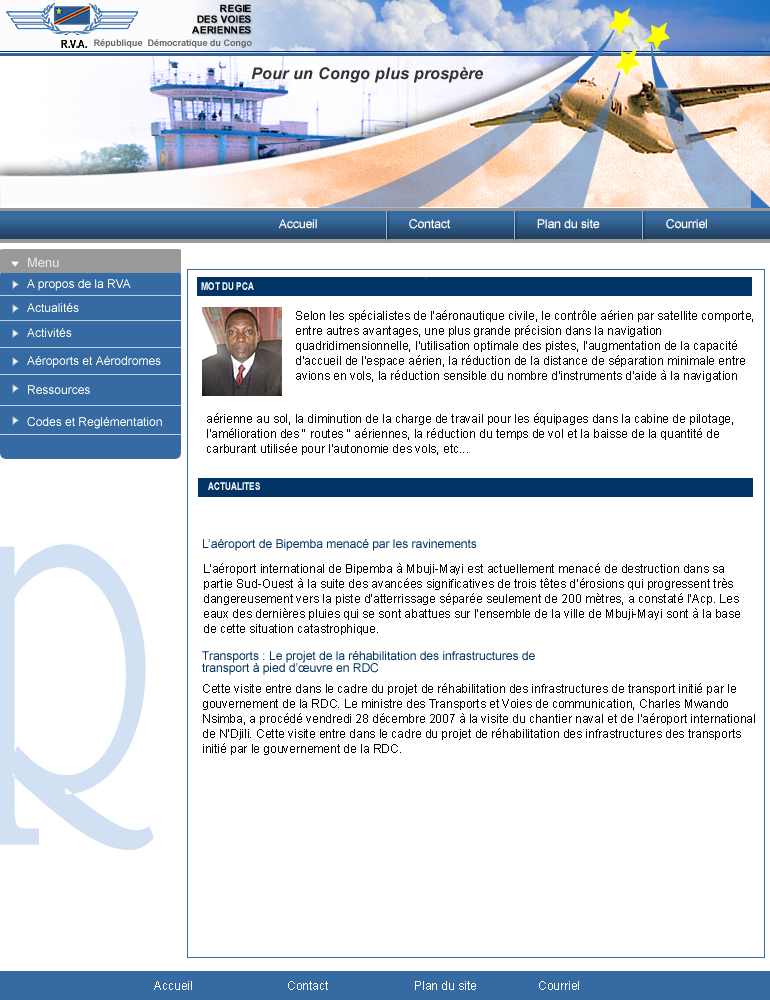 REGIE
DES VOIES
AERIENNES
R.V.A. République Démocratique du Congo
Pour un Congo plus prospère
Accueil
Contact
Plan du site
Courriel
Menu
A propos de la RVA
Actualités
Activités
Aéroports et Aérodromes
Ressources
Codes et Reglémentation
MOT DU PCA
Selon les spécialistes de l'aéronautique civile, le contrôle aérien par satellite comporte,
entre autres avantages, une plus grande précision dans la navigation
quadridimensionnelle, l'utilisation optimale des pistes, l'augmentation de la capacité
d'accueil de l'espace aérien, la réduction de la distance de séparation minimale entre
avions en vols, la réduction sensible du nombre d'instruments d'aide à la navigation
aérienne au sol, la diminution de la charge de travail pour les équipages dans la cabine de pilotage,
l'amélioration des " routes " aériennes, la réduction du temps de vol et la baisse de la quantité de
carburant utilisée pour l'autonomie des vols, etc...
ACTUALITES
L'aéroport de Bipemba menacé par les ravinements
L'aéroport international de Bipemba à Mbuji-Mayi est actuellement menacé de destruction dans sa
partie Sud-Ouest à la suite des avancées significatives de trois têtes d'érosions qui progressent très
dangereusement vers la piste d'atterrissage séparée seulement de 200 mètres, a constaté l'Acp. Les
eaux des dernières pluies qui se sont abattues sur l'ensemble de la ville de Mbuji-Mayi sont à la base
de cette situation catastrophique.
Transports : Le projet de la réhabilitation des infrastructures de
transport à pied d'œuvre en RDC
Cette visite entre dans le cadre du projet de réhabilitation des infrastructures de transport initié par le
gouvernement de la RDC. Le ministre des Transports et Voies de communication, Charles Mwando
Nsimba, a procédé vendredi 28 décembre 2007 à la visite du chantier naval et de l'aéroport international
de N'Djili. Cette visite entre dans le cadre du projet de réhabilitation des infrastructures des transports
initié par le gouvernement de la RDC.
Accueil
Contact
Plan du site
Courriel